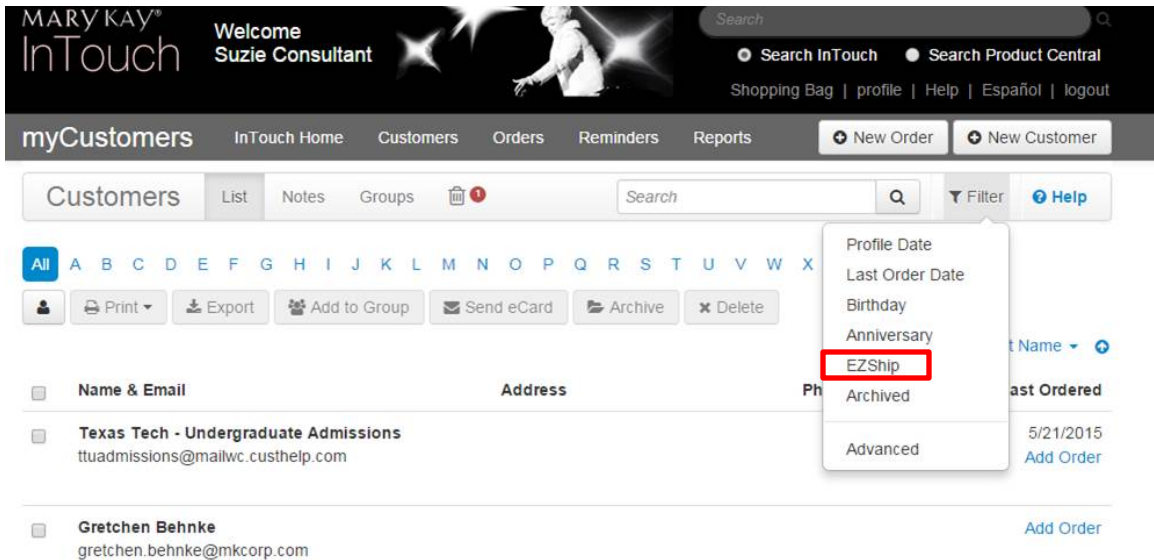 MARY KAY®
InTouch
Welcome
Suzie Consultant
Search
Search InTouch Search Product Central
Shopping Bag | profile | Help | Español | logout
myCustomers InTouch Home Customers Orders Reminders Reports New Order New Customer
Customers List Notes Groups 1 Search Filter Help
All A B C D E F G H I J K L M N O P Q R S T U V W X
Profile Date
Last Order Date
Birthday
Anniversary
EZShip
Archived
Advanced
Print Export Add to Group Send eCard Archive Delete
t Name
Name & Email Address Ph ast Ordered
Texas Tech - Undergraduate Admissions 5/21/2015
ttuadmissions@mailwc.custhelp.com Add Order
Gretchen Behnke Add Order
gretchen.behnke@mkcorp.com